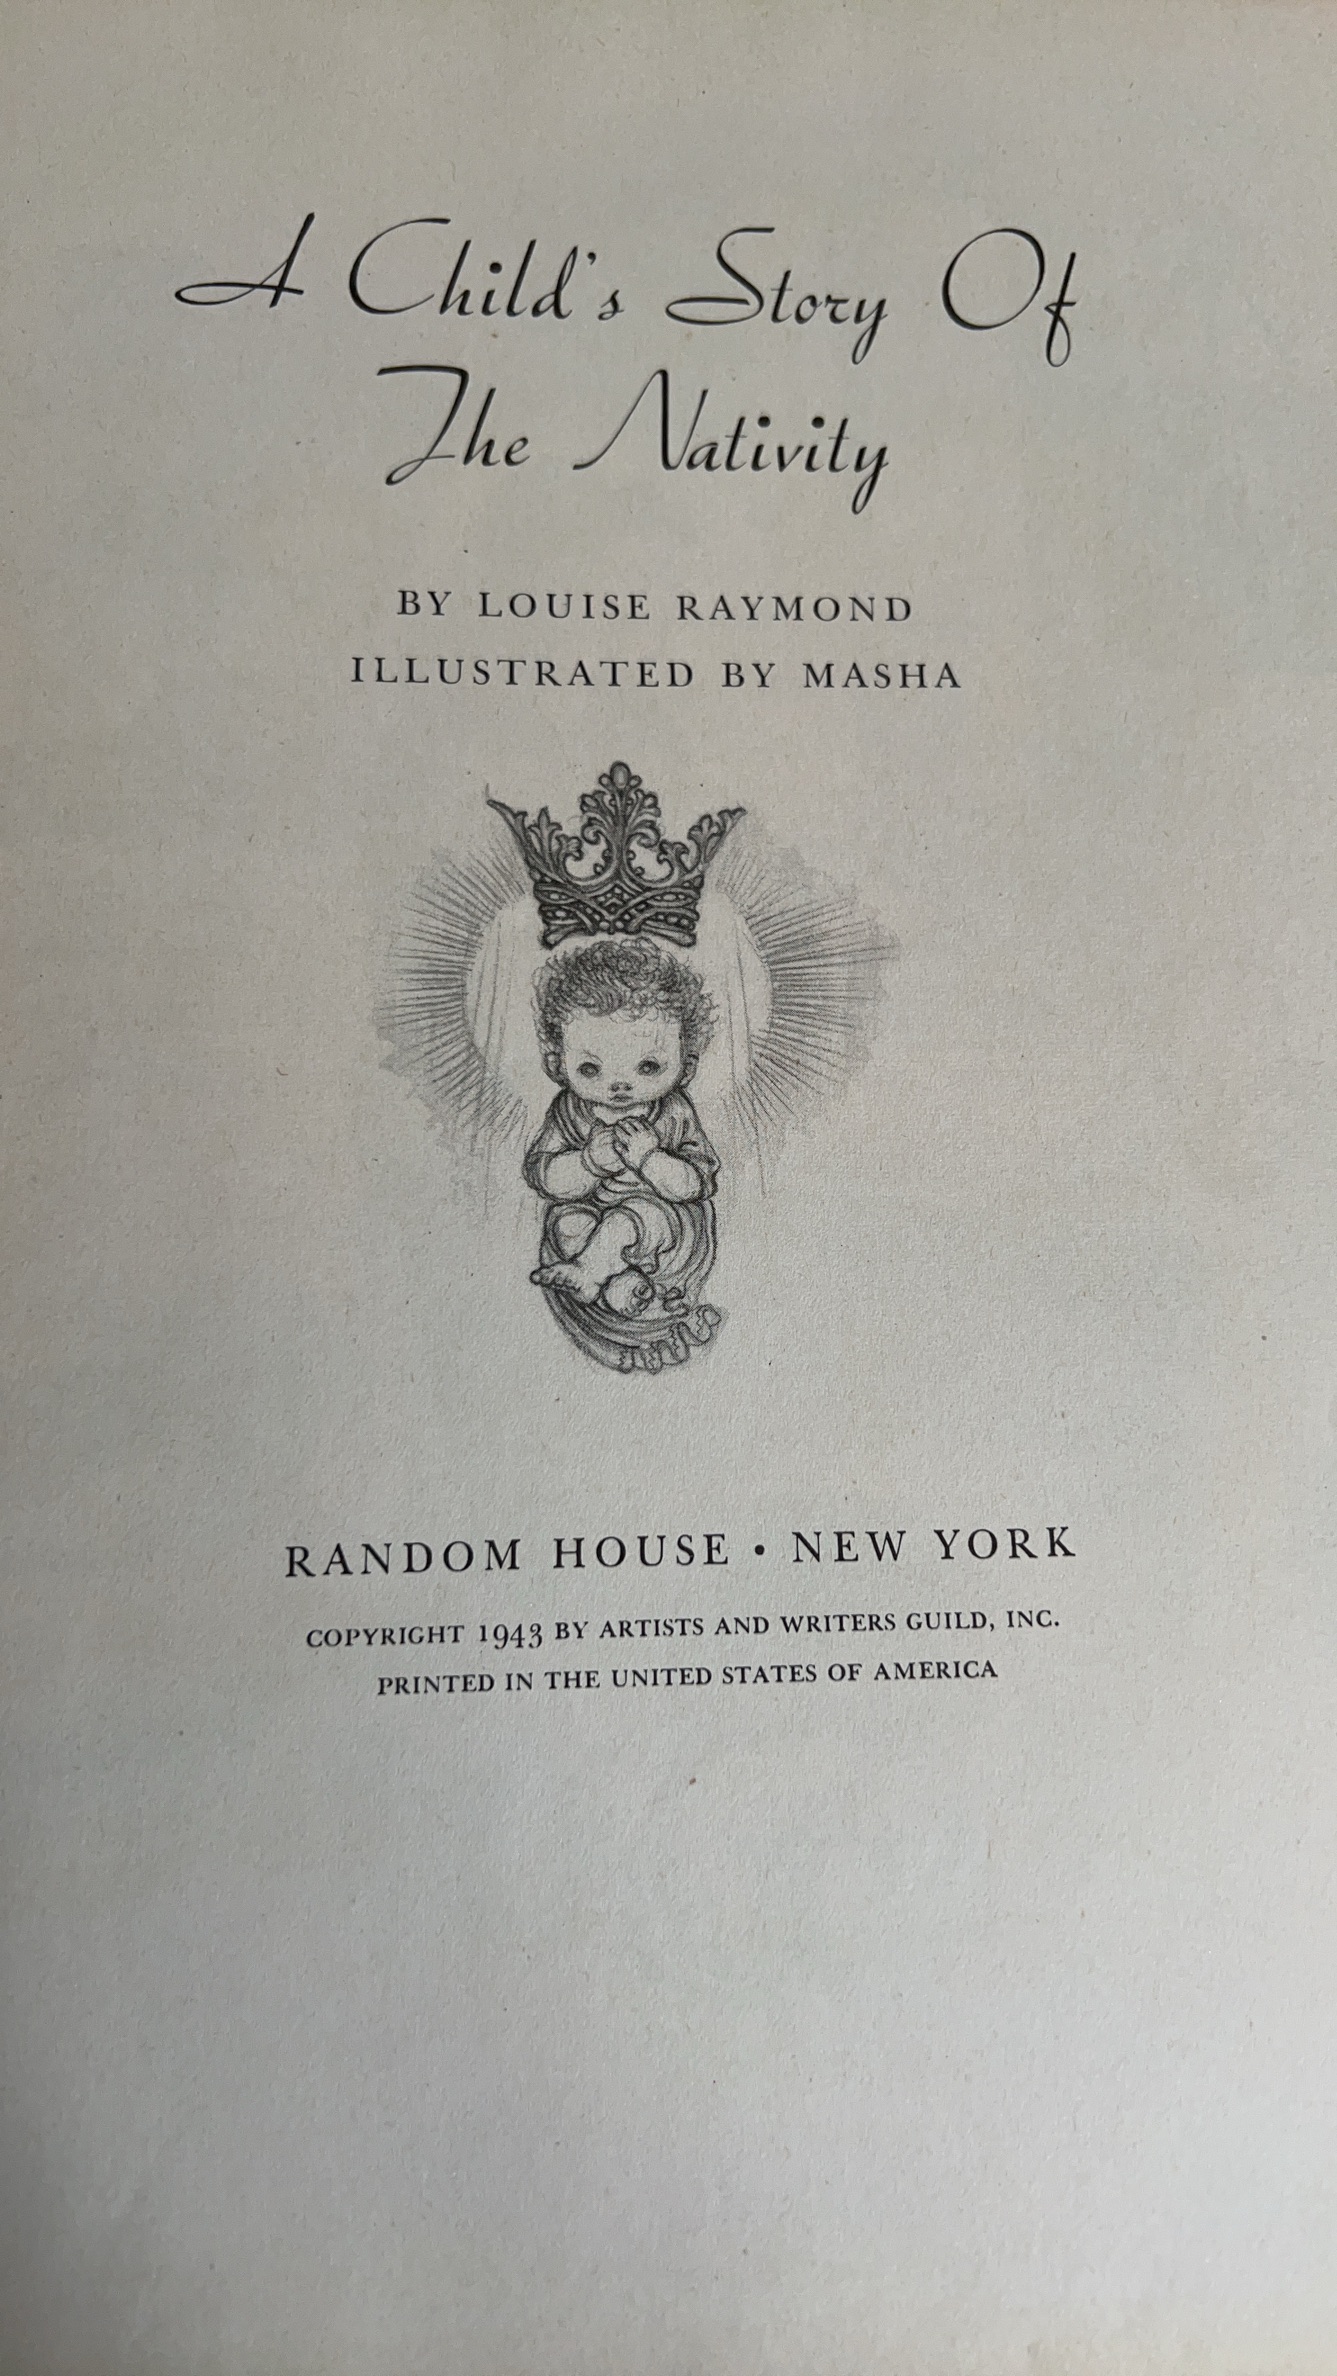 A Child's Story Of
The Nativity
BY LOUISE RAYMOND
ILLUSTRATED BY MASHA
RANDOM HOUSE • NEW YORK
COPYRIGHT 1943 BY ARTISTS AND WRITERS GUILD, INC.
PRINTED IN THE UNITED STATES OF AMERICA